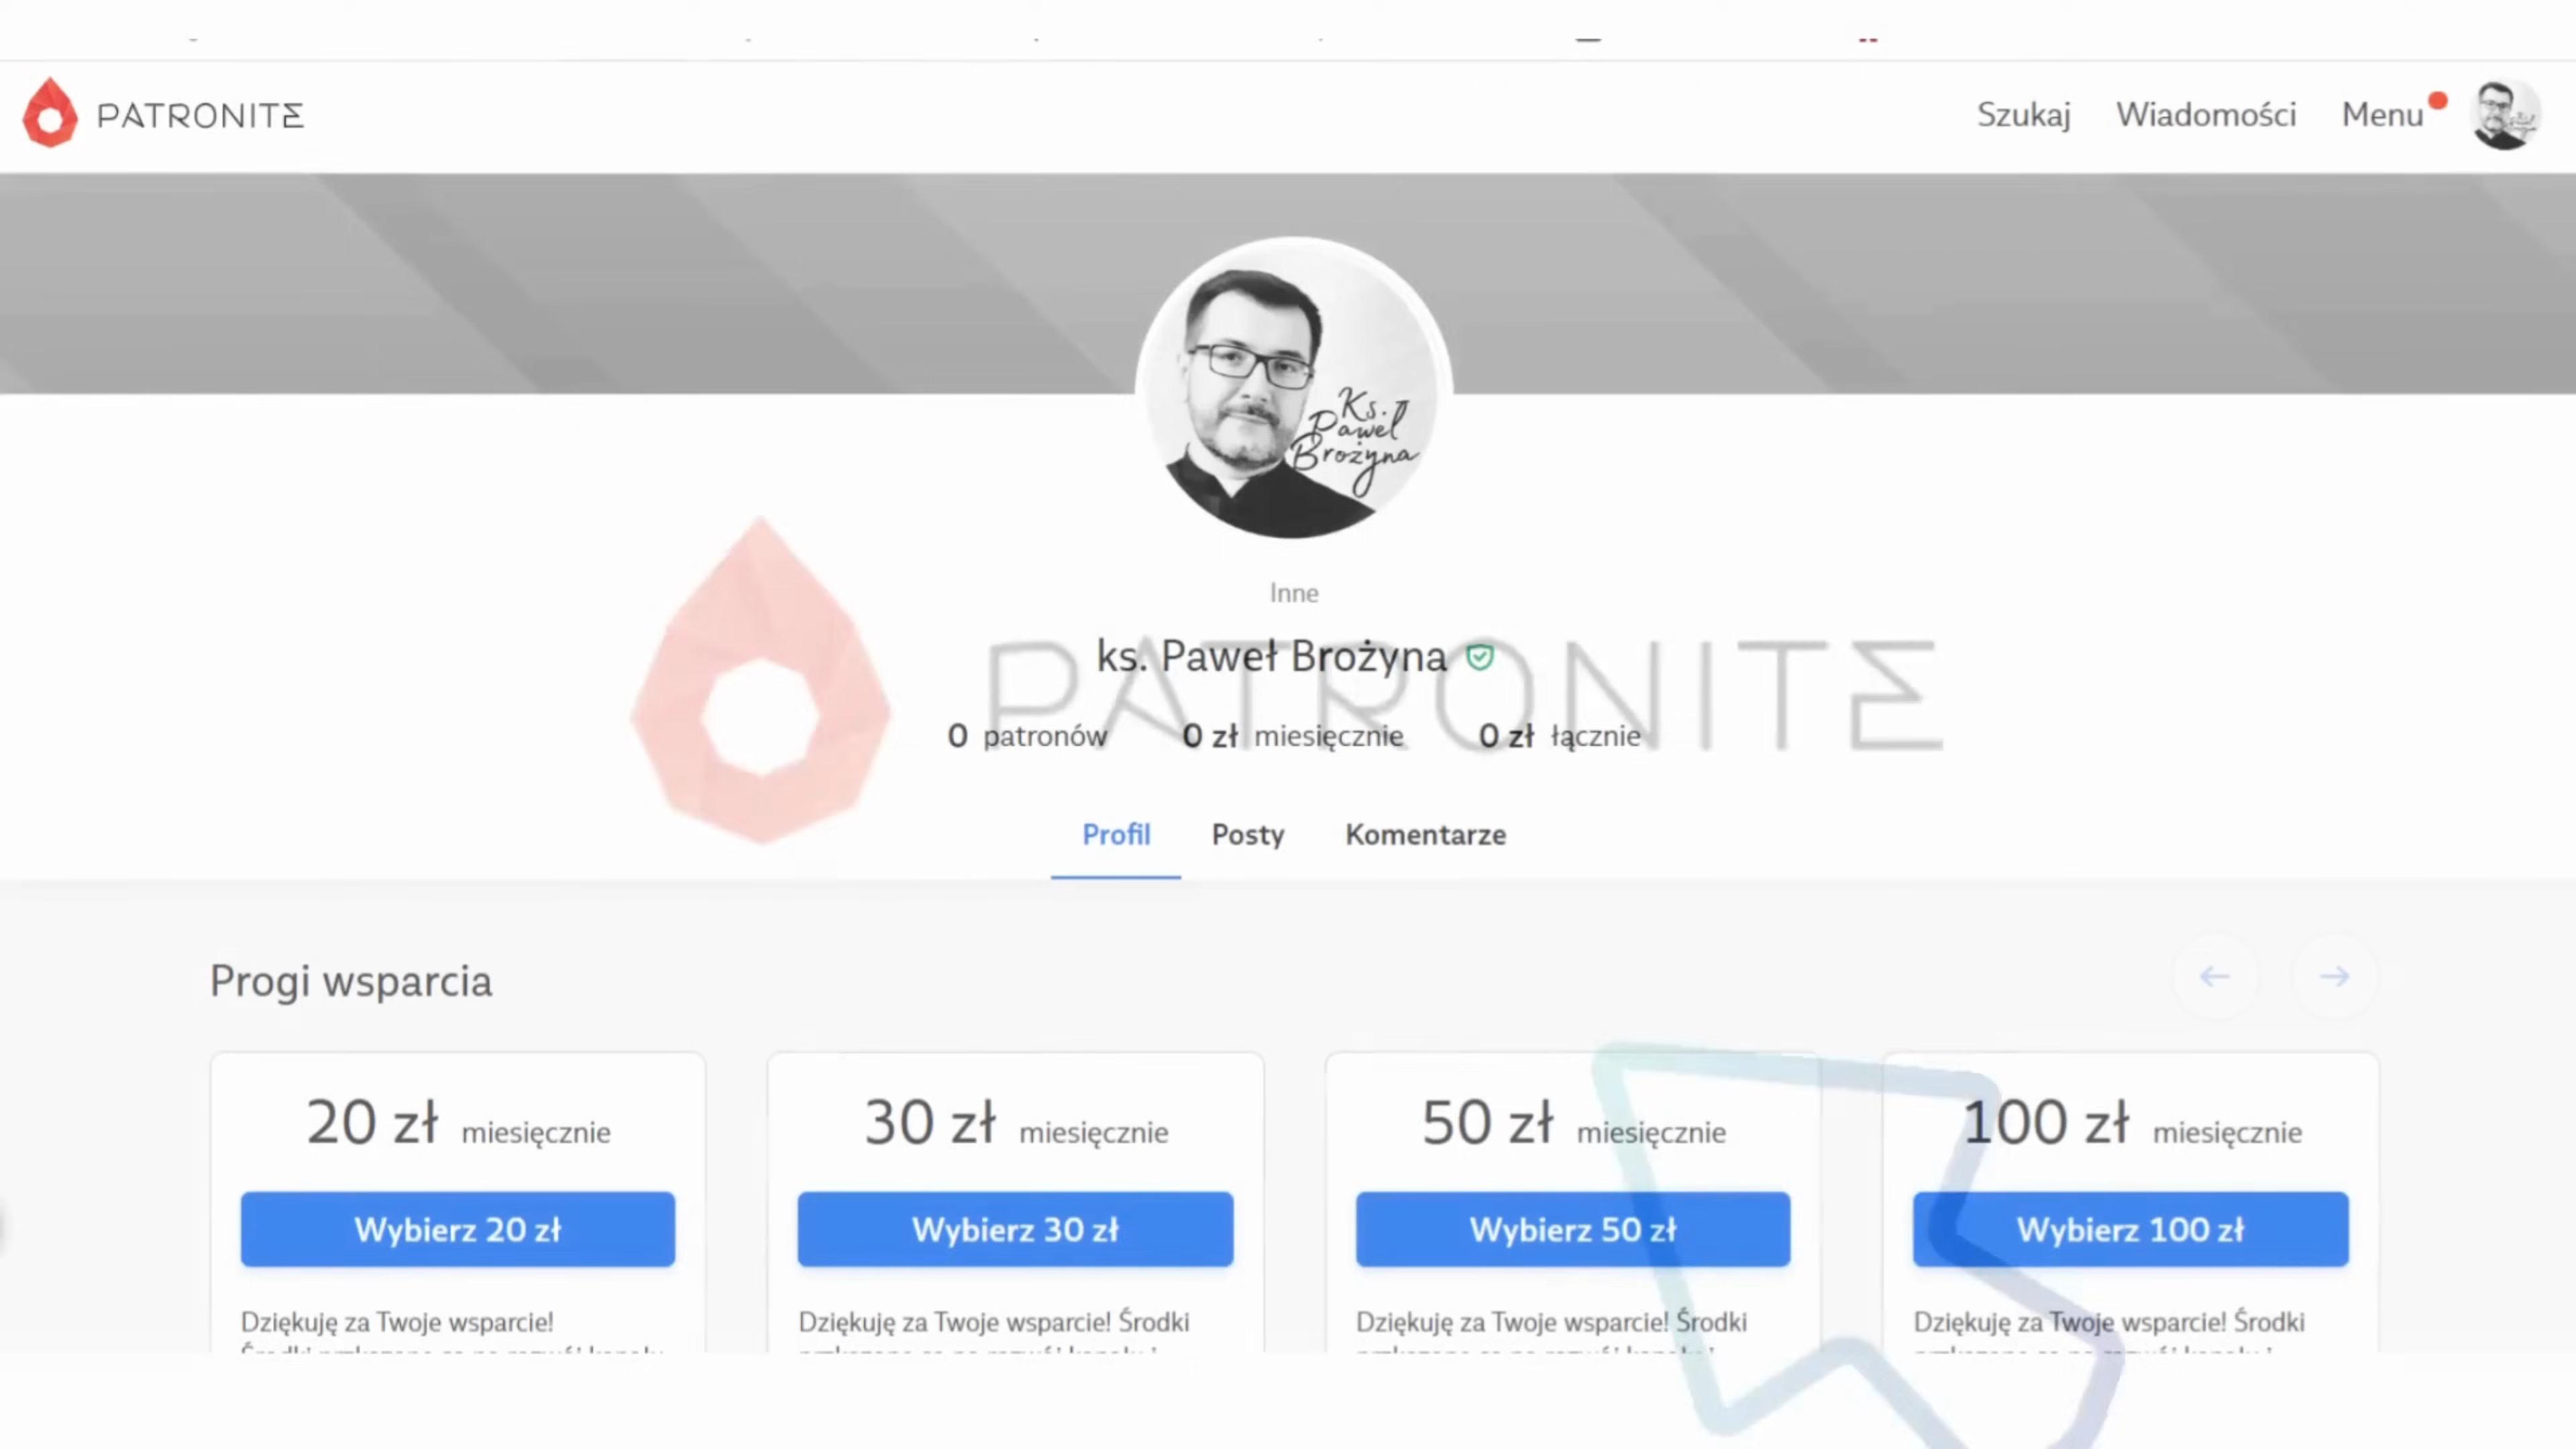 PATRONITE
Szukaj Wiadomości Menu
Ks.
Paweł
Brożyna
Inne
ks. Paweł Brożyna
PATRONITE
0 patronów 0 zł miesięcznie 0 zł łącznie
Profil Posty Komentarze
Progi wsparcia
20 zł miesięcznie
Wybierz 20 zł
Dziękuję za Twoje wsparcie!
30 zł miesięcznie
Wybierz 30 zł
Dziękuję za Twoje wsparcie! Środki
50 zł miesięcznie
Wybierz 50 zł
Dziękuję za Twoje wsparcie! Środki
100 zł miesięcznie
Wybierz 100 zł
Dziękuję za Twoje wsparcie! Środki